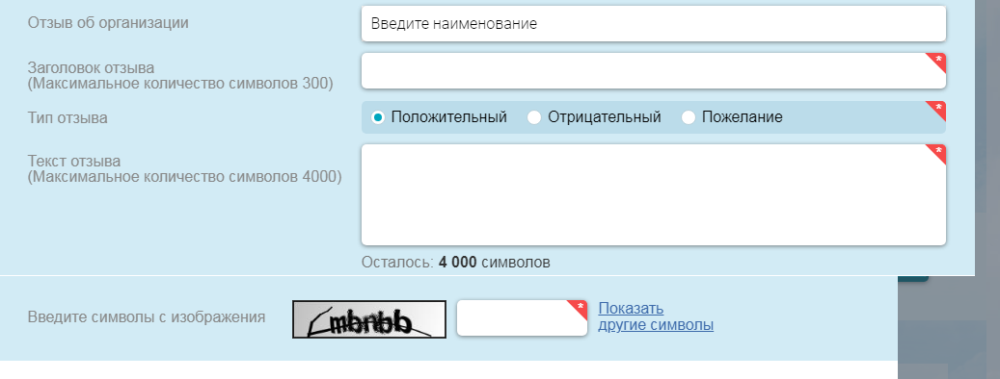 Отзыв об организации
Введите наименование
Заголовок отзыва
(Максимальное количество символов 300)
*
Тип отзыва
Положительный Отрицательный Пожелание *
Текст отзыва
(Максимальное количество символов 4000)
*
Осталось: 4 000 символов
Введите символы с изображения
mbnbb
*
Показать
другие символы